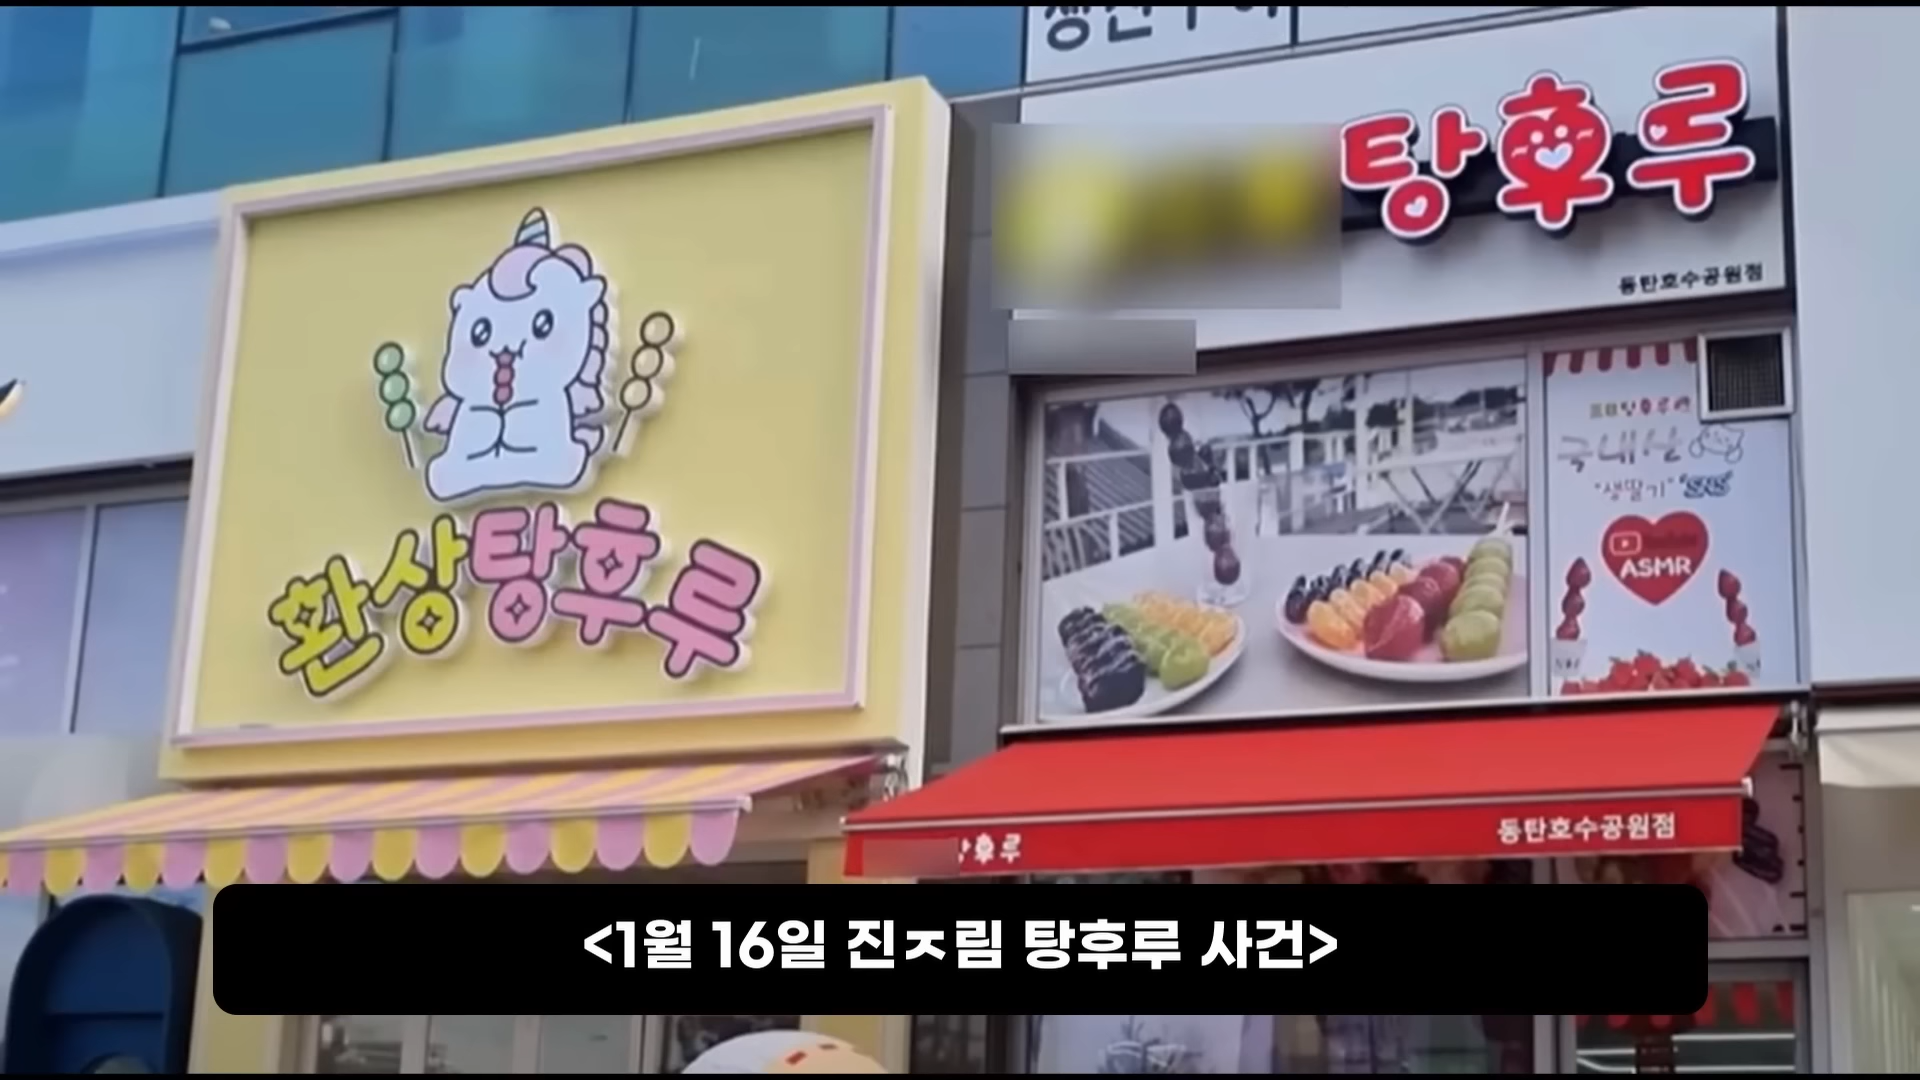 탕후루
동탄호수공원점
환상탕후루
국내산
"생딸기"
ASMR
후루
동탄호수공원점
<1월 16일 진ㅈ림 탕후루 사건>